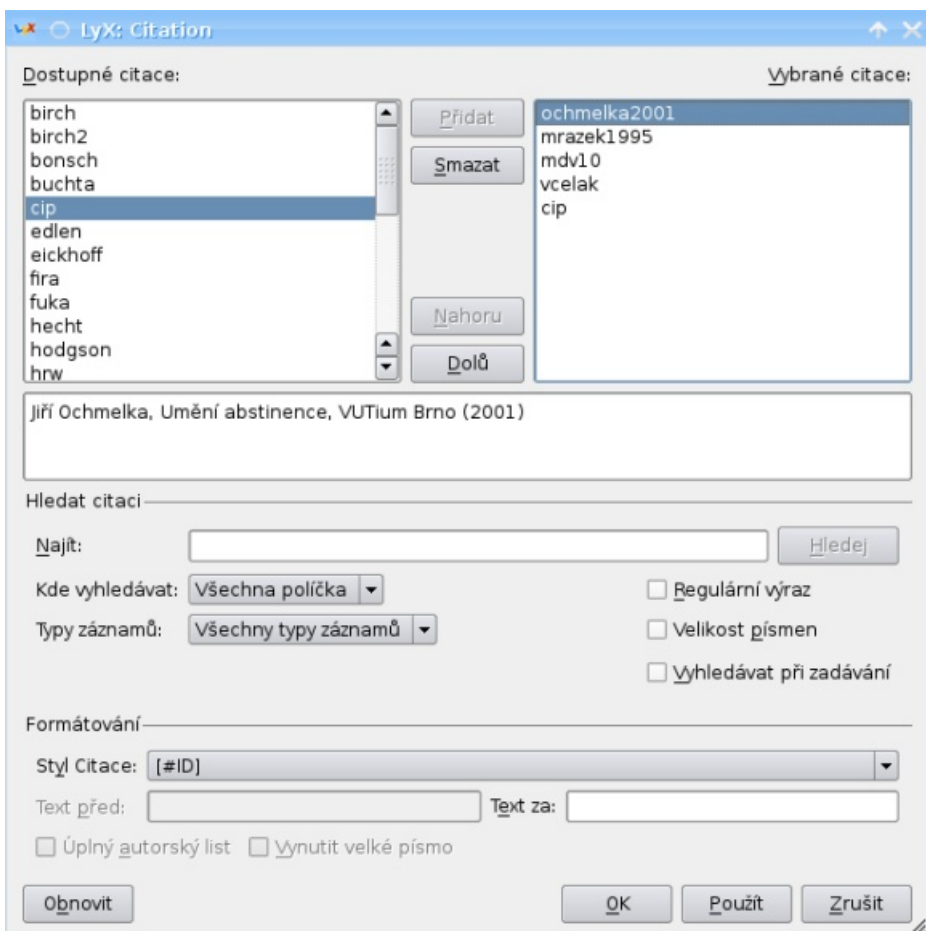 LyX: Citation
Dostupné citace:
Vybrané citace:
birch
birch2
bonsch
buchta
cip
edlen
eickhoff
fira
fuka
hecht
hodgson
hrw
Přidat
Smazat
Nahoru
Dolů
ochmelka2001
mrazek1995
mdv10
vcelak
cip
Jiří Ochmelka, Umění abstinence, VUTium Brno (2001)
Hledat citaci
Najít:
Hledej
Kde vyhledávat: Všechna políčka
Regulární výraz
Typy záznamů: Všechny typy záznamů
Velikost písmen
Vyhledávat při zadávání
Formátování
Styl Citace: [#ID]
Text před:
Text za:
Úplný autorský list
Vynutit velké písmo
Obnovit
OK
Použít
Zrušit